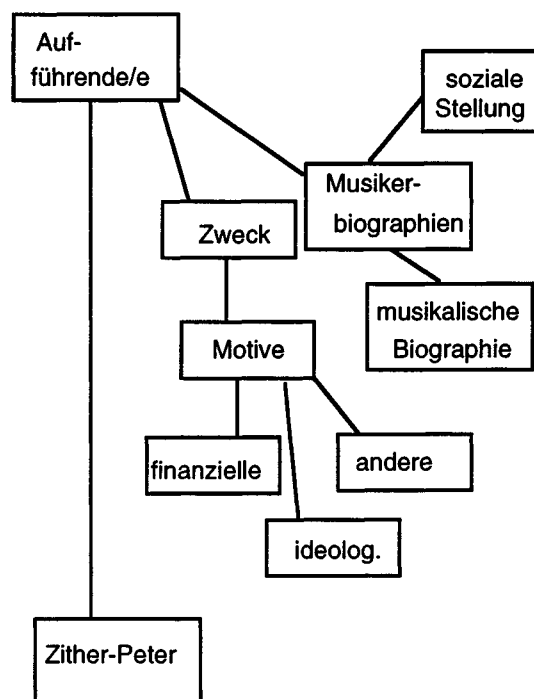 Auf-
führende/e
soziale
Stellung
Musiker-
biographien
Zweck
musikalische
Biographie
Motive
finanzielle
andere
ideolog.
Zither-Peter